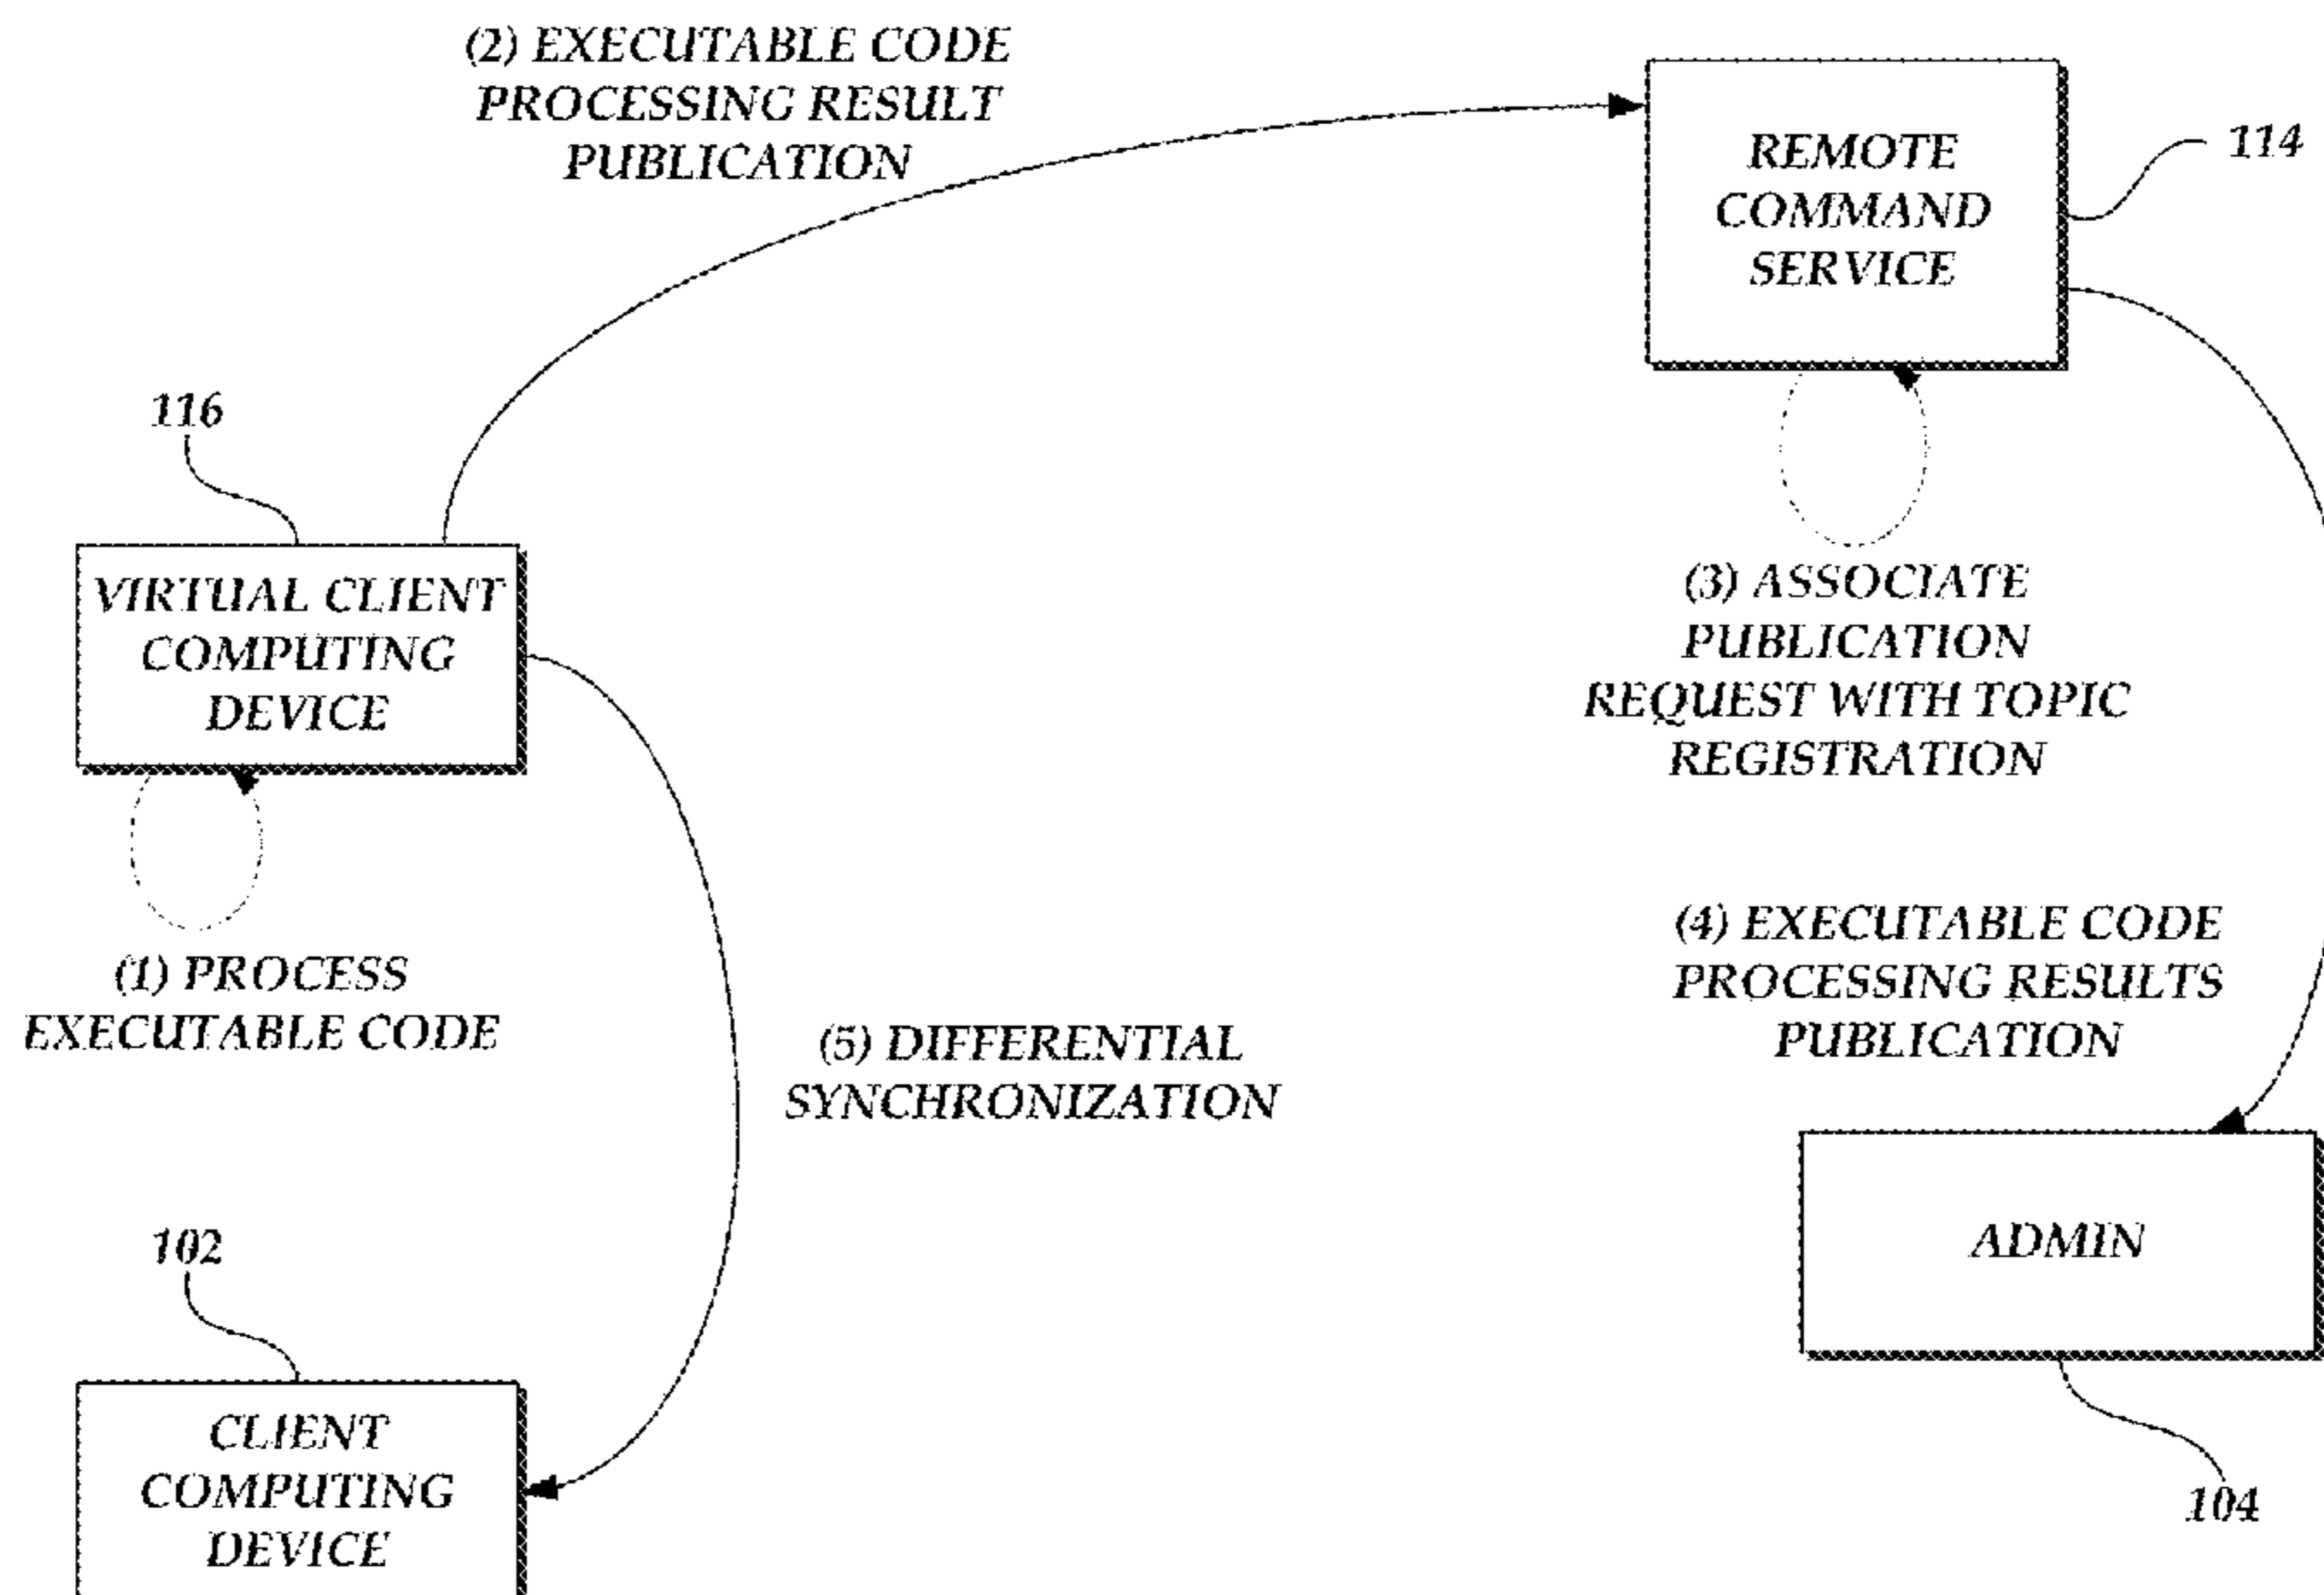 (2) EXECUTABLE CODE
PROCESSING RESULT
PUBLICATION
REMOTE
COMMAND
SERVICE
114
116
VIRTUAL CLIENT
COMPUTING
DEVICE
(3) ASSOCIATE
PUBLICATION
REQUEST WITH TOPIC
REGISTRATION
(1) PROCESS
EXECUTABLE CODE
(5) DIFFERENTIAL
SYNCHRONIZATION
(4) EXECUTABLE CODE
PROCESSING RESULTS
PUBLICATION
ADMIN
104
102
CLIENT
COMPUTING
DEVICE